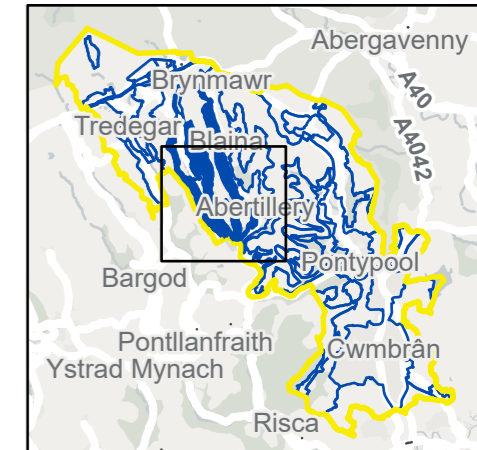 Abergavenny
Brynmawr
A40
Tredegar
A4042
Blaina
Abertillery
Pontypool
Bargod
Pontllanfraith
Cwmbrân
Ystrad Mynach
Risca